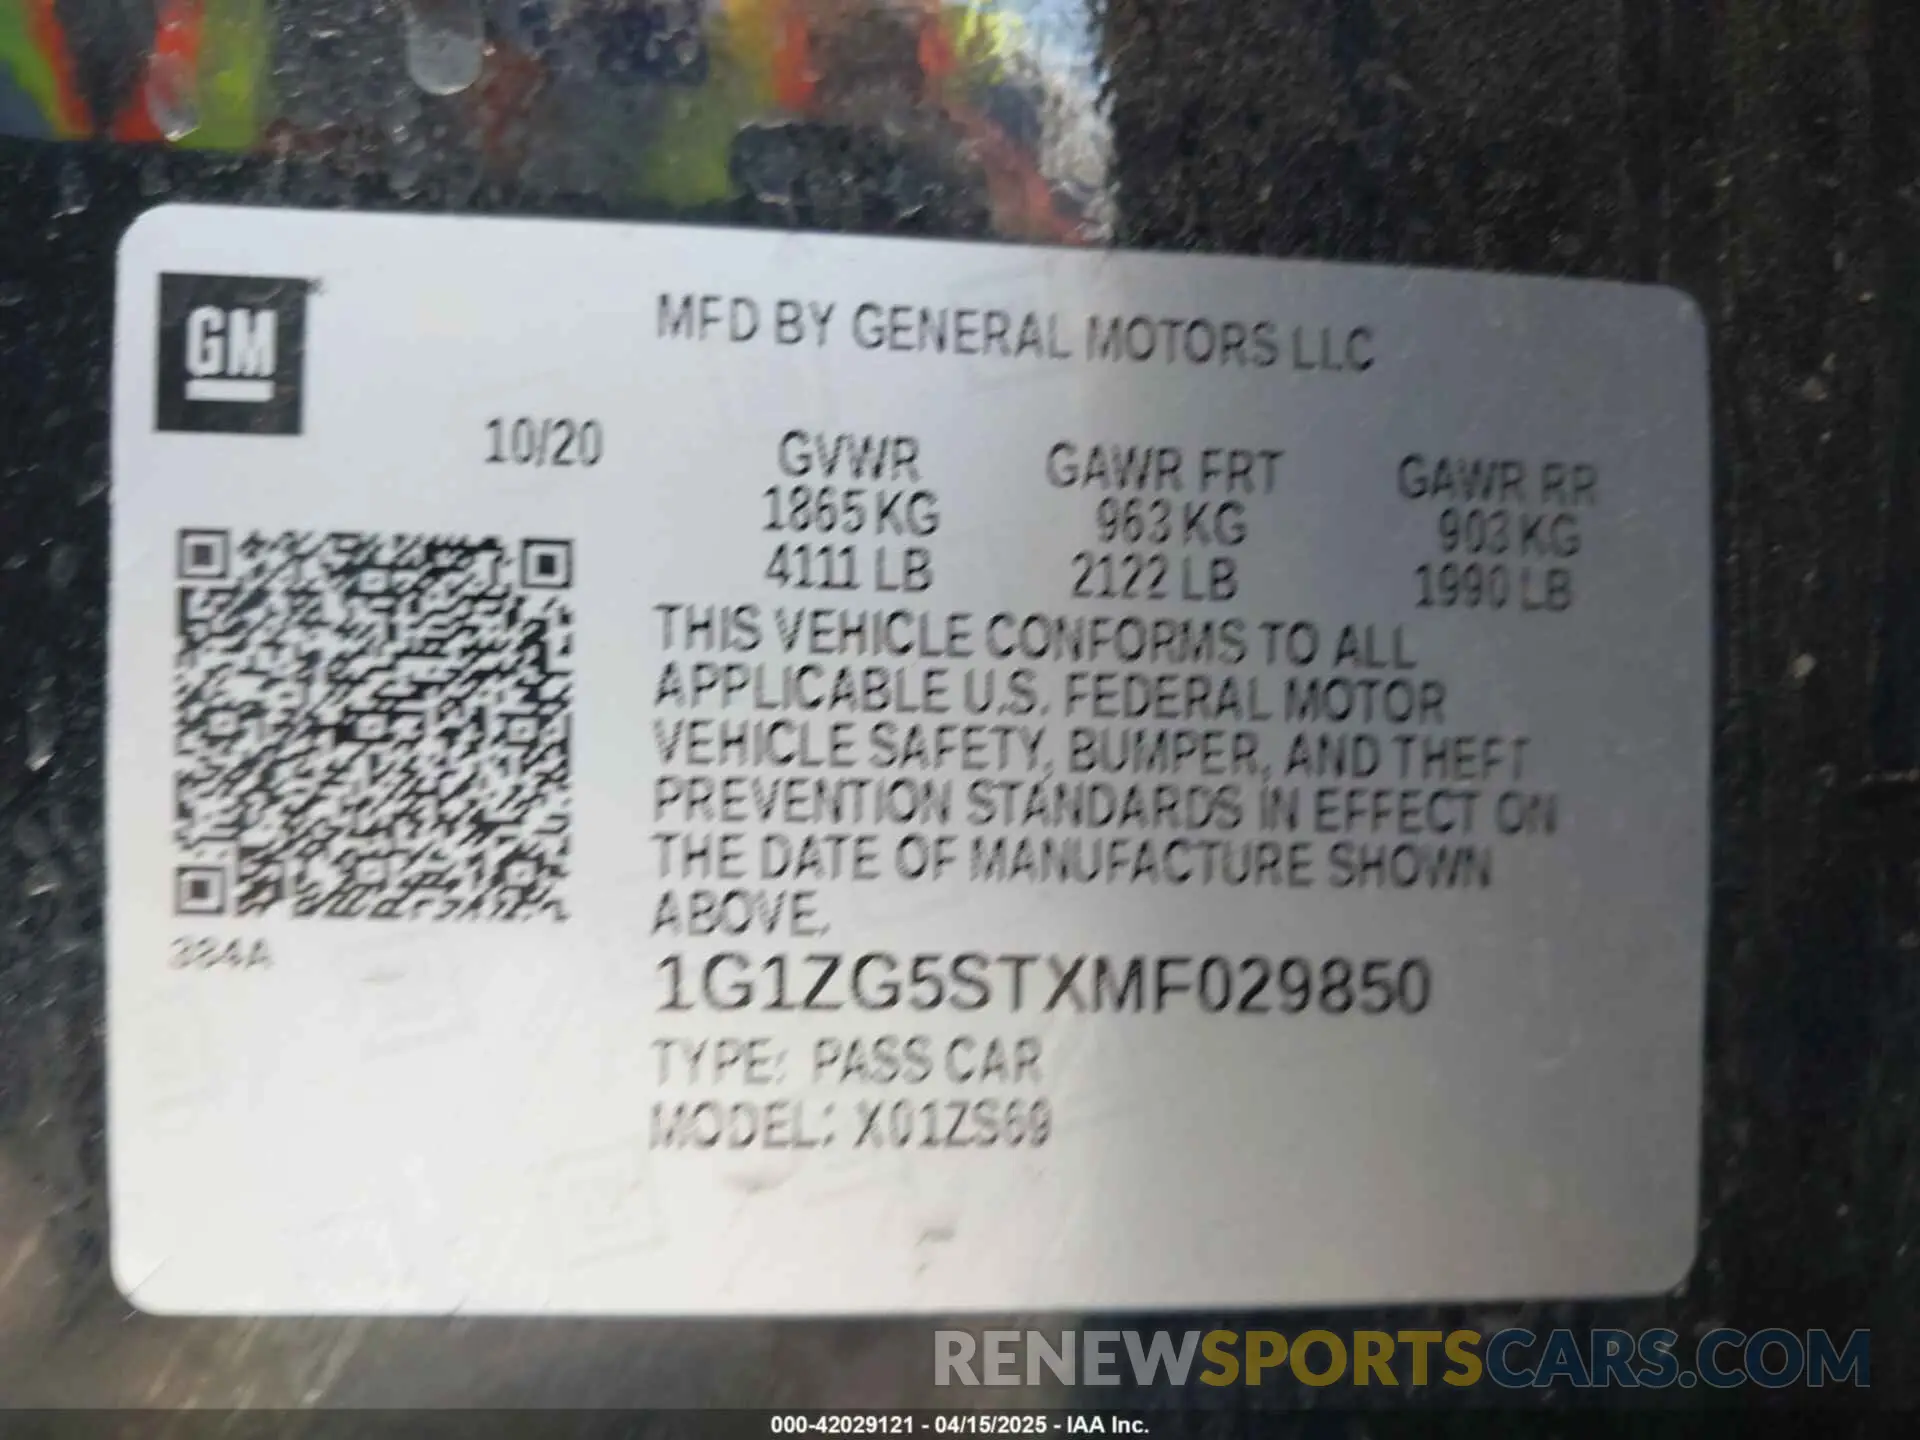 GM
MFD BY GENERAL MOTORS LLC
10/20
GVWR GAWR FRT GAWR RR
1865 KG 963 KG 903 KG
4111 LB 2122 LB 1990 LB
THIS VEHICLE CONFORMS TO ALL
APPLICABLE U.S. FEDERAL MOTOR
VEHICLE SAFETY, BUMPER, AND THEFT
PREVENTION STANDARDS IN EFFECT ON
THE DATE OF MANUFACTURE SHOWN
ABOVE.
384A
1G1ZG5STXMF029850
TYPE: PASS CAR
MODEL: X01ZS69
RENEWSPORTSCARS.COM
000-42029121 - 04/15/2025 - IAA Inc.